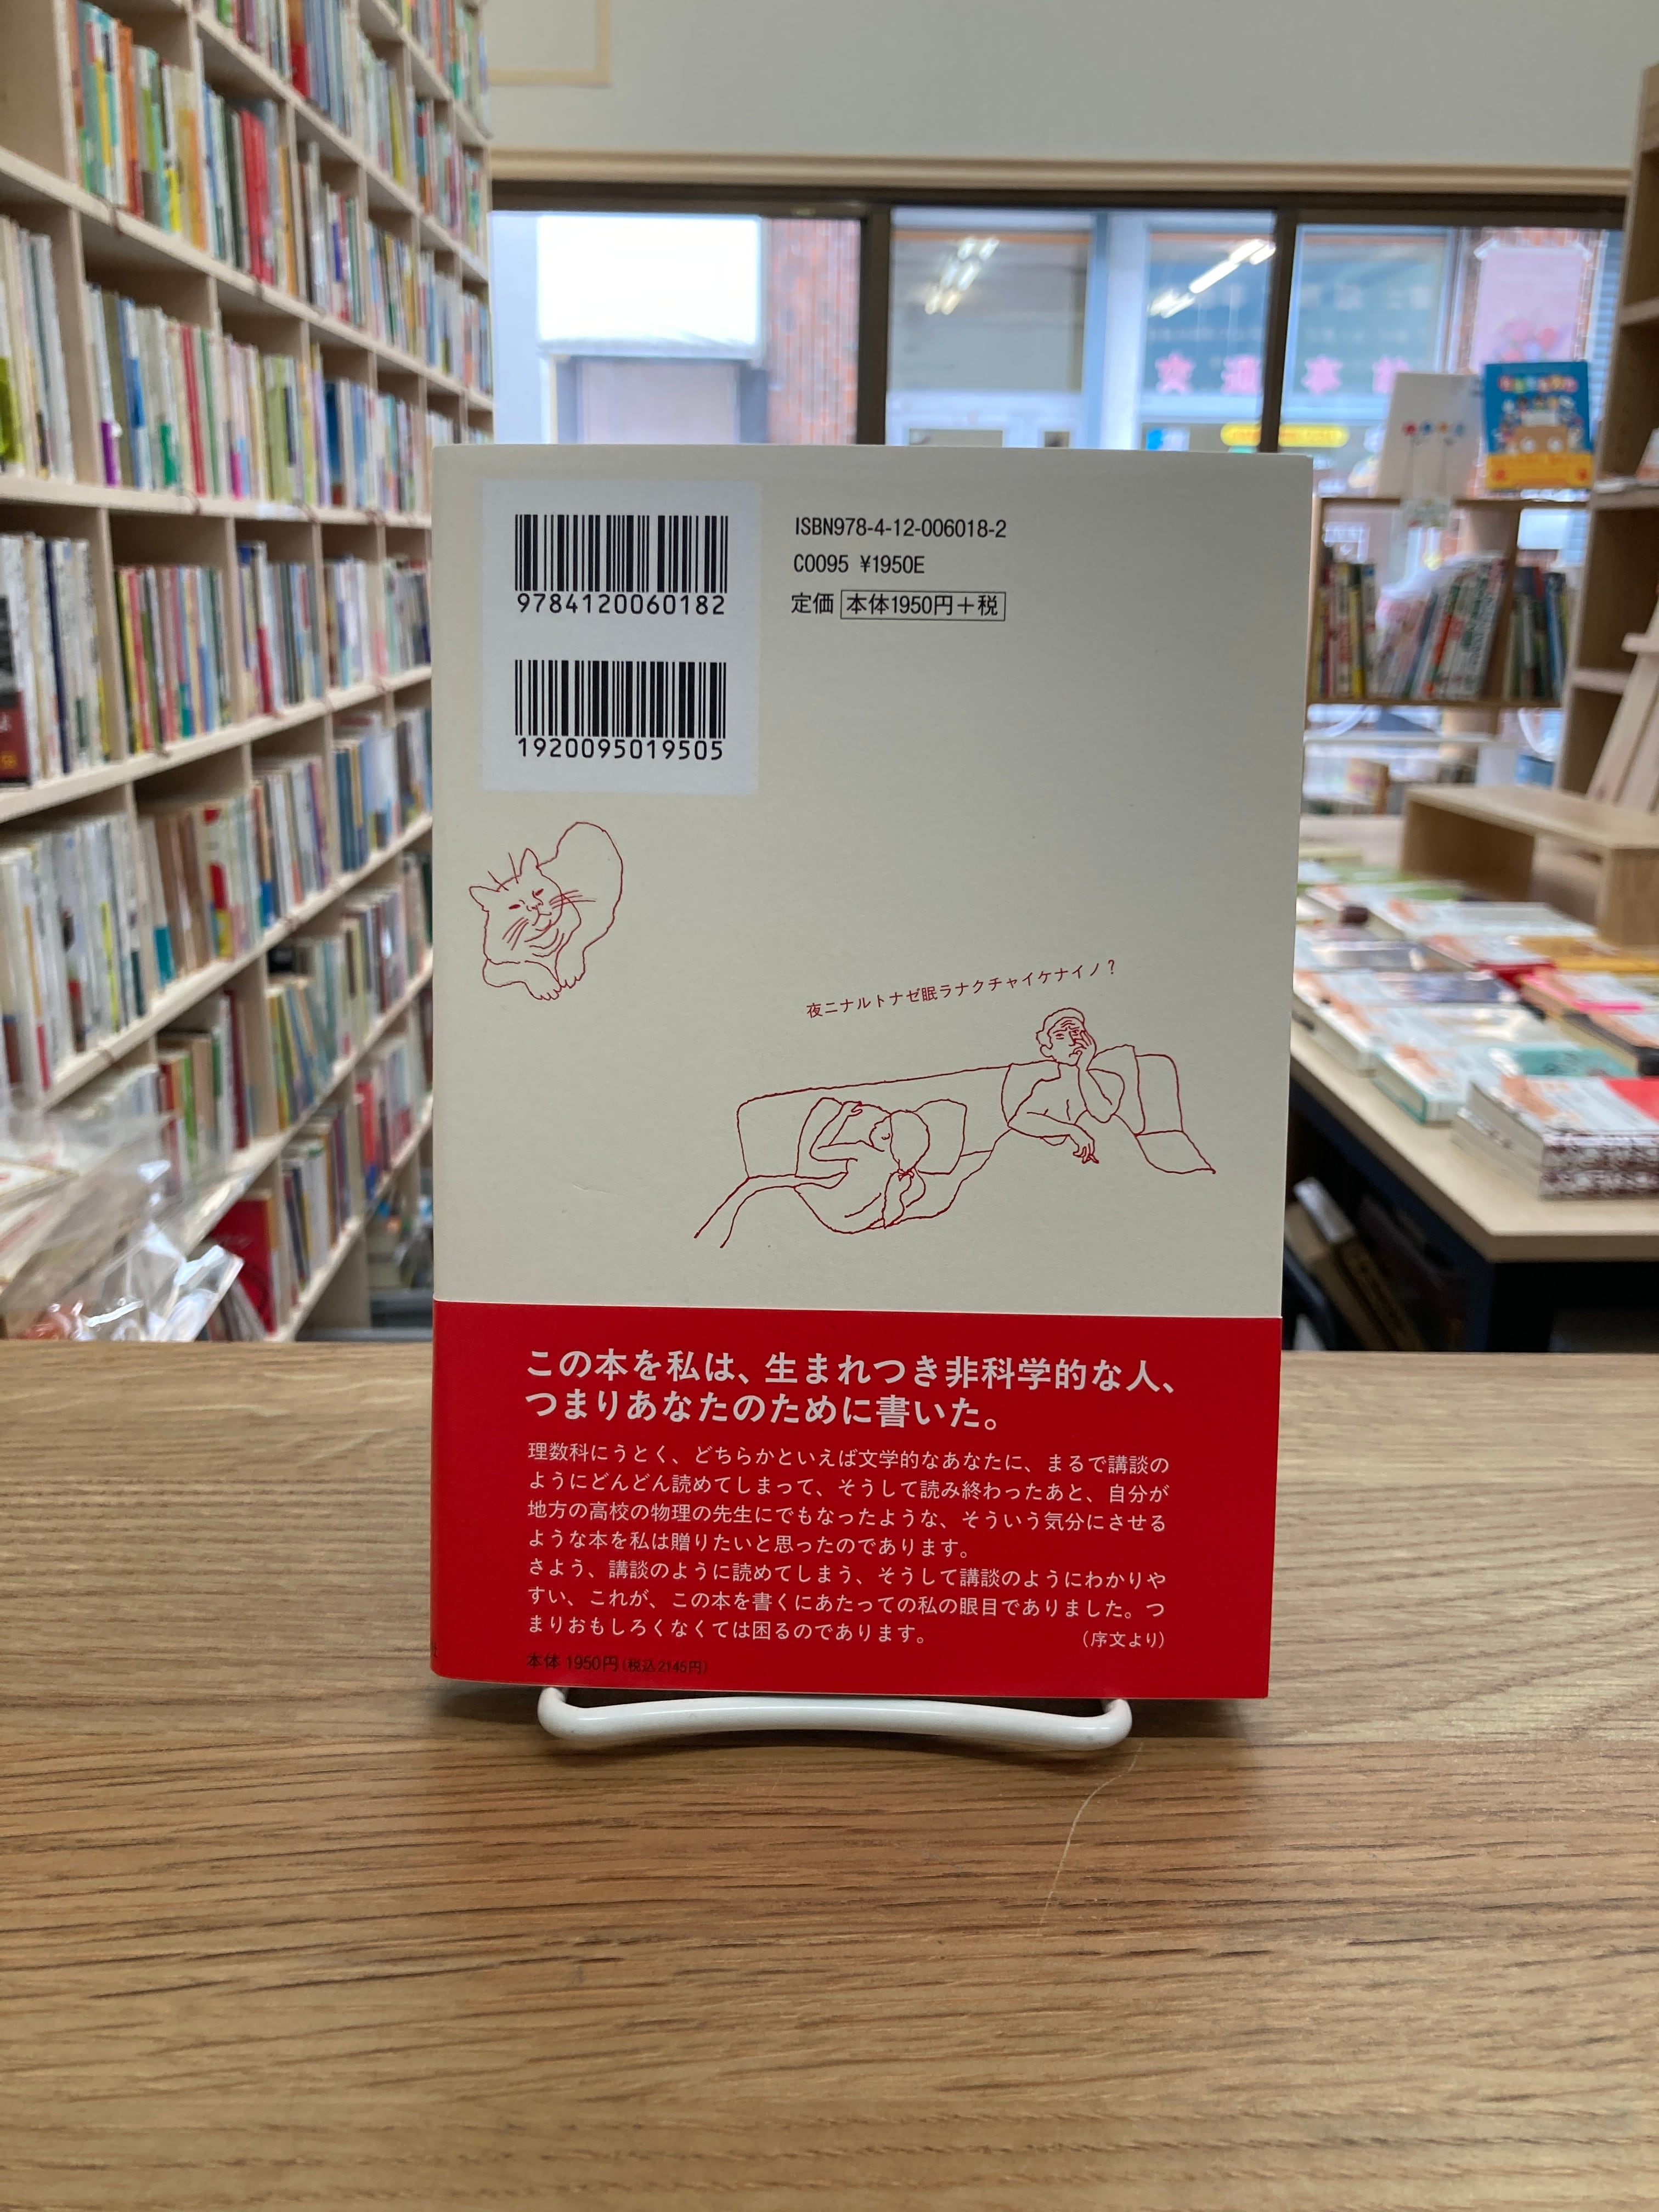 9784120060182
1920095019505
ISBN978-4-12-006018-2
C0095 ¥1950E
定価 本体1950円+税
夜ニナルトナゼ眠ラナクチャイケナイノ？
この本を私は、生まれつき非科学的な人、
つまりあなたのために書いた。
理数科にうとく、どちらかといえば文学的なあなたに、まるで講談の
ようにどんどん読めてしまって、そうして読み終わったあと、自分が
地方の高校の物理の先生にでもなったような、そういう気分にさせる
ような本を私は贈りたいと思ったのであります。
さよう、講談のように読めてしまう、そうして講談のようにわかりや
すい、これが、この本を書くにあたっての私の眼目でありました。つ
まりおもしろくなくては困るのであります。
（序文より）
本体 1950円（税込2145円）